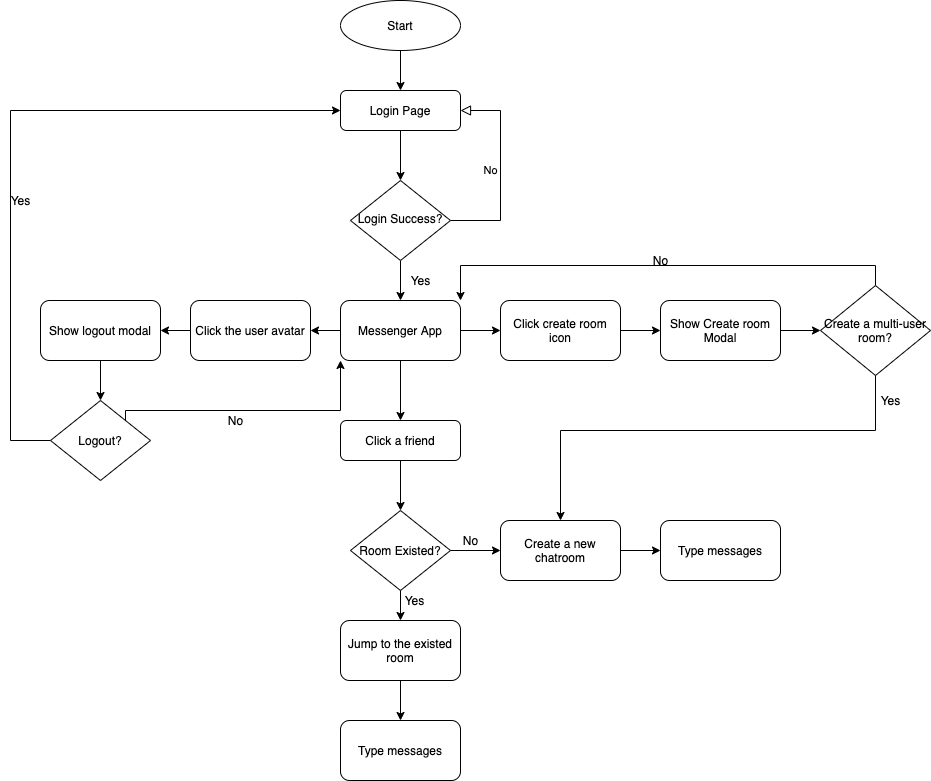 Start
Login Page
No
Yes
Login Success?
No
Yes
Show logout modal
Click the user avatar
Messenger App
Click create room
icon
Show Create room
Modal
Create a multi-user
room?
Yes
No
Logout?
Click a friend
Room Existed?
No
Create a new
chatroom
Type messages
Yes
Jump to the existed
room
Type messages